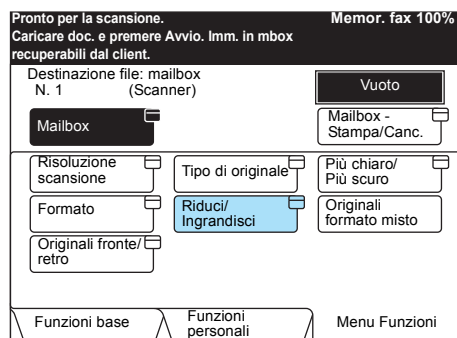 Pronto per la scansione. Memor. fax 100%
Caricare doc. e premere Avvio. Imm. in mbox
recuperabili dal client.
Destinazione file: mailbox
N. 1 (Scanner)
Vuoto
Mailbox
Mailbox -
Stampa/Canc.
Risoluzione
scansione
Tipo di originale
Più chiaro/
Più scuro
Formato
Riduci/
Ingrandisci
Originali
formato misto
Originali fronte/
retro
Funzioni base
Funzioni
personali
Menu Funzioni